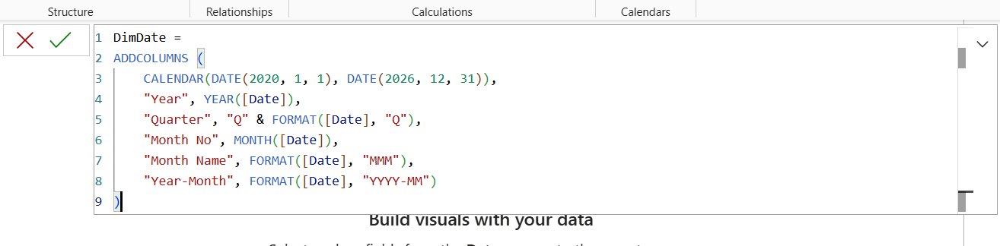 Structure Relationships Calculations Calendars
1 DimDate =
2 ADDCOLUMNS (
3 CALENDAR(DATE(2020, 1, 1), DATE(2026, 12, 31)),
4 "Year", YEAR([Date]),
5 "Quarter", "Q" & FORMAT([Date], "Q"),
6 "Month No", MONTH([Date]),
7 "Month Name", FORMAT([Date], "MMM"),
8 "Year-Month", FORMAT([Date], "YYYY-MM")
9 )
Build visuals with your data